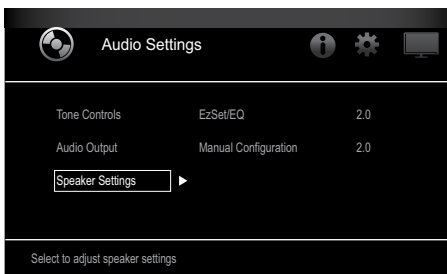 Audio Settings
Tone Controls EzSet/EQ 2.0
Audio Output Manual Configuration 2.0
Speaker Settings
Select to adjust speaker settings